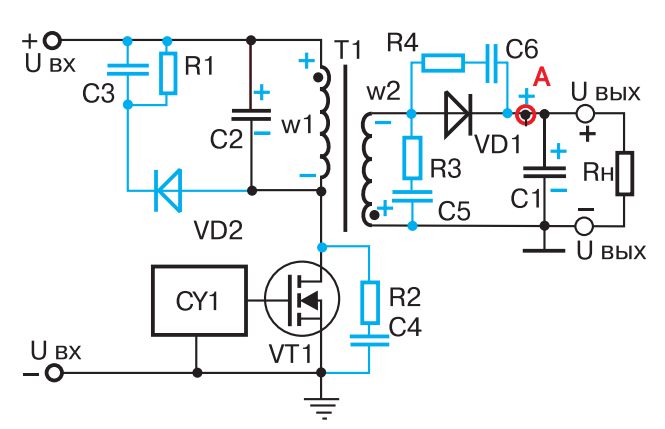 +
U вх
C3
R1
C2
+
−
+
w1
−
T1
R4
C6
w2
−
+
A
+
VD1
U вых
+
R3
C5
C1
+
−
Rн
−
U вых
VD2
CY1
VT1
R2
C4
U вх
−